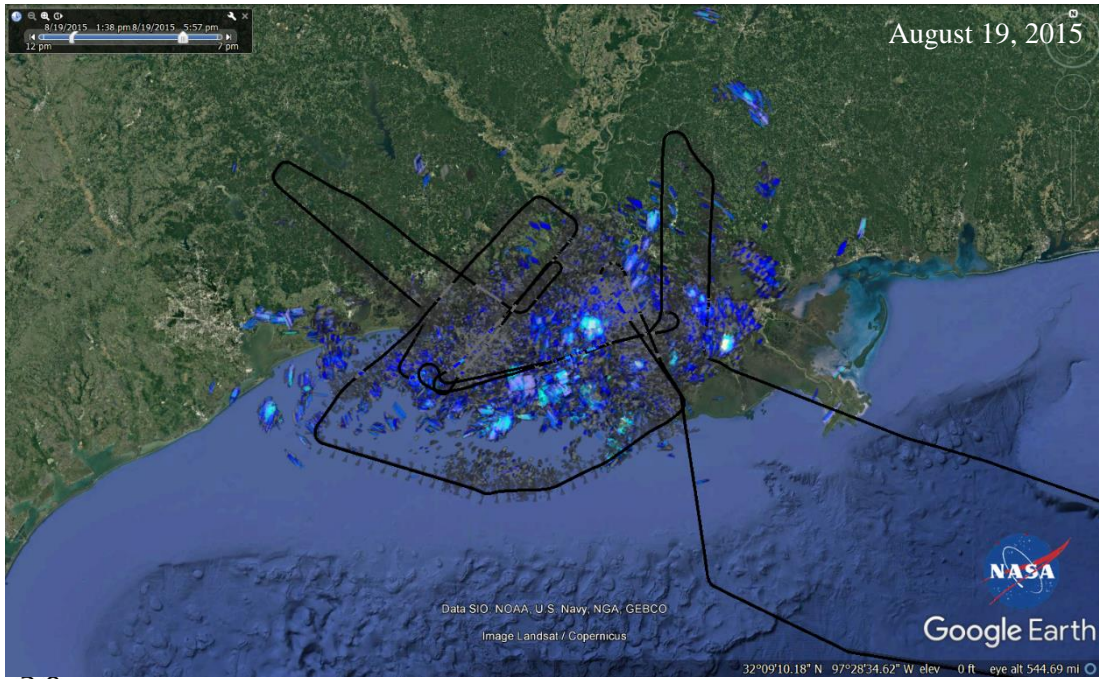 8/19/2015 1:38 pm 8/19/2015 5:57 pm
12 pm 7 pm
N
August 19, 2015
NASA
Data SIO, NOAA, U.S. Navy, NGA, GEBCO
Image Landsat / Copernicus
Google Earth
32°09'10.18" N 97°28'34.62" W elev 0 ft eye alt 544.69 mi